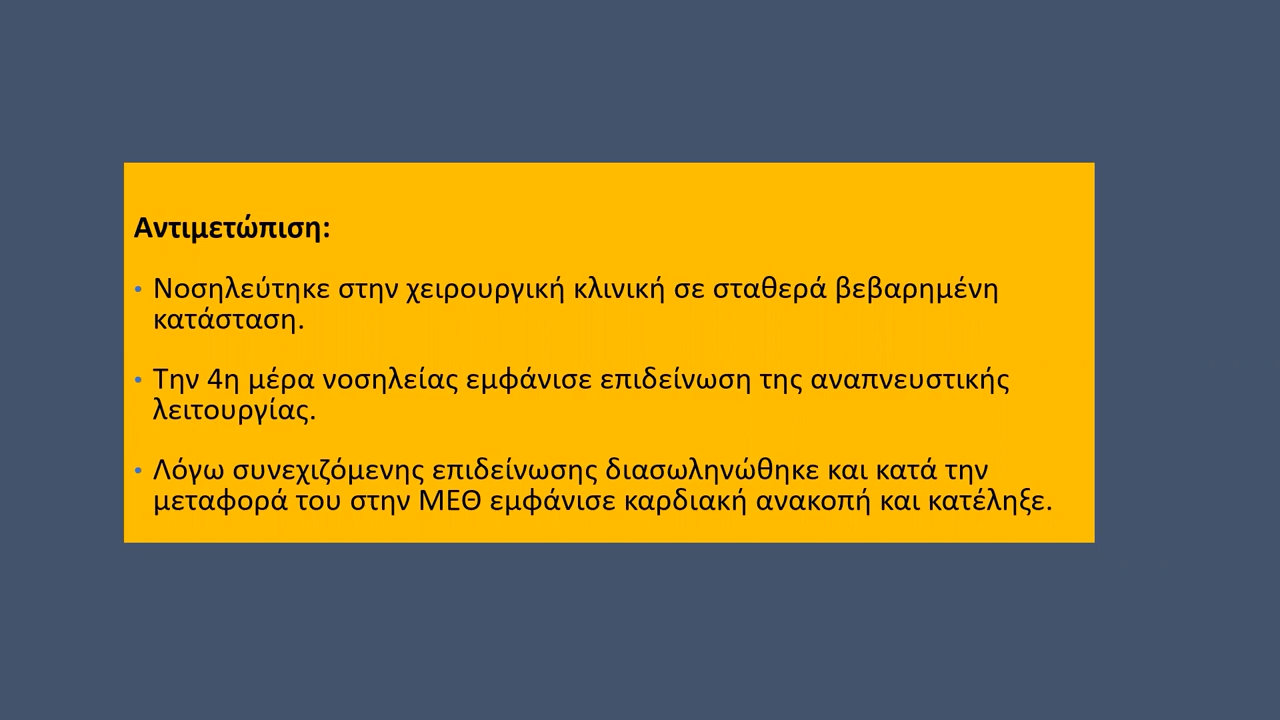 Αντιμετώπιση:
• Νοσηλεύτηκε στην χειρουργική κλινική σε σταθερά βεβαρημένη
κατάσταση.
• Την 4η μέρα νοσηλείας εμφάνισε επιδείνωση της αναπνευστικής
λειτουργίας.
• Λόγω συνεχιζόμενης επιδείνωσης διασωληνώθηκε και κατά την
μεταφορά του στην ΜΕΘ εμφάνισε καρδιακή ανακοπή και κατέληξε.